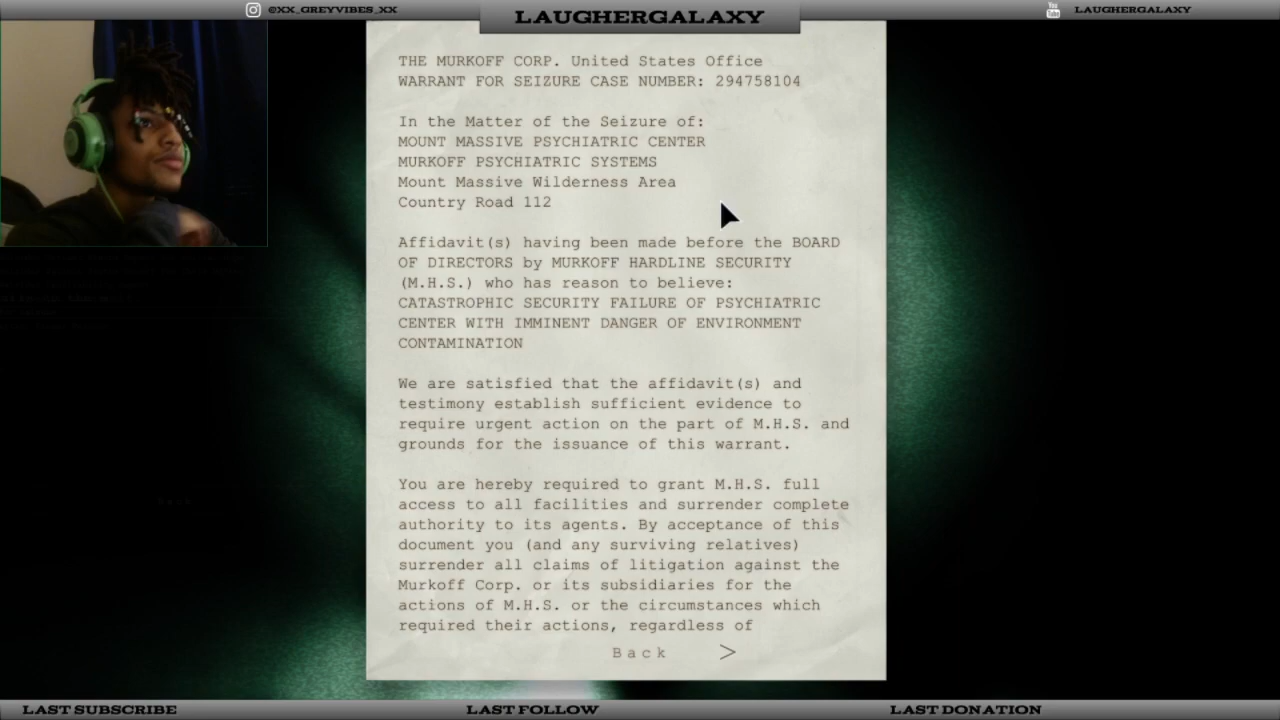 @XX_GREYVIBES_XX
LAUGHERGALAXY
You Tube
LAUGHERGALAXY
THE MURKOFF CORP. United States Office
WARRANT FOR SEIZURE CASE NUMBER: 294758104
In the Matter of the Seizure of:
MOUNT MASSIVE PSYCHIATRIC CENTER
MURKOFF PSYCHIATRIC SYSTEMS
Mount Massive Wilderness Area
Country Road 112
Affidavit(s) having been made before the BOARD
OF DIRECTORS by MURKOFF HARDLINE SECURITY
(M.H.S.) who has reason to believe:
CATASTROPHIC SECURITY FAILURE OF PSYCHIATRIC
CENTER WITH IMMINENT DANGER OF ENVIRONMENT
CONTAMINATION
We are satisfied that the affidavit(s) and
testimony establish sufficient evidence to
require urgent action on the part of M.H.S. and
grounds for the issuance of this warrant.
You are hereby required to grant M.H.S. full
access to all facilities and surrender complete
authority to its agents. By acceptance of this
document you (and any surviving relatives)
surrender all claims of litigation against the
Murkoff Corp. or its subsidiaries for the
actions of M.H.S. or the circumstances which
required their actions, regardless of
Back >
LAST SUBSCRIBE
LAST FOLLOW
LAST DONATION